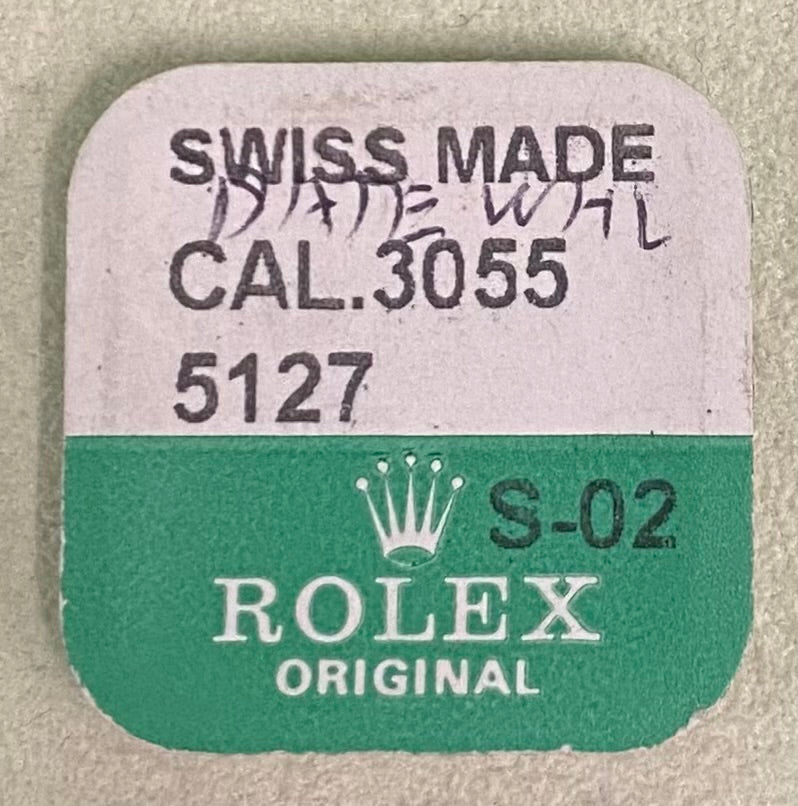 SWISS MADE
DATE WHL
CAL.3055
5127
S-02
ROLEX
ORIGINAL